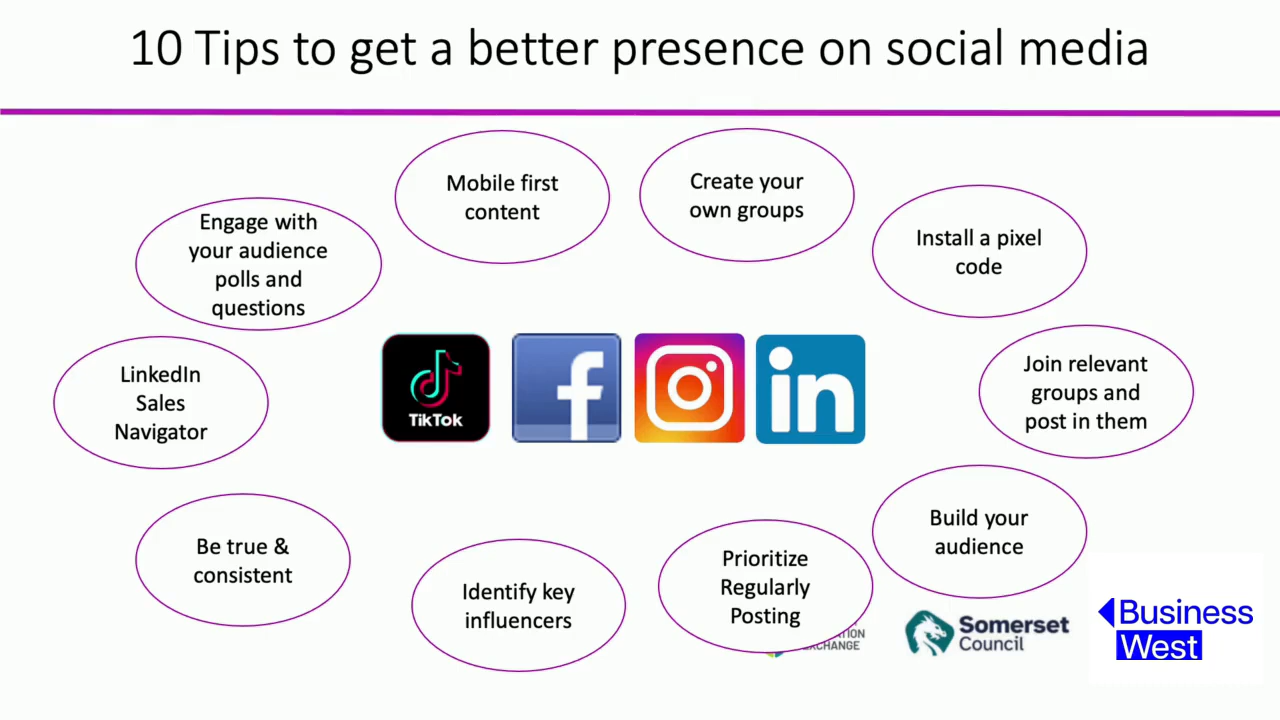 10 Tips to get a better presence on social media
Mobile first
content
Create your
own groups
Engage with
your audience
polls and
questions
Install a pixel
code
LinkedIn
Sales
Navigator
TikTok
f
in
Join relevant
groups and
post in them
Be true &
consistent
Identify key
influencers
Prioritize
Regularly
Posting
Build your
audience
Somerset
Council
Business
West